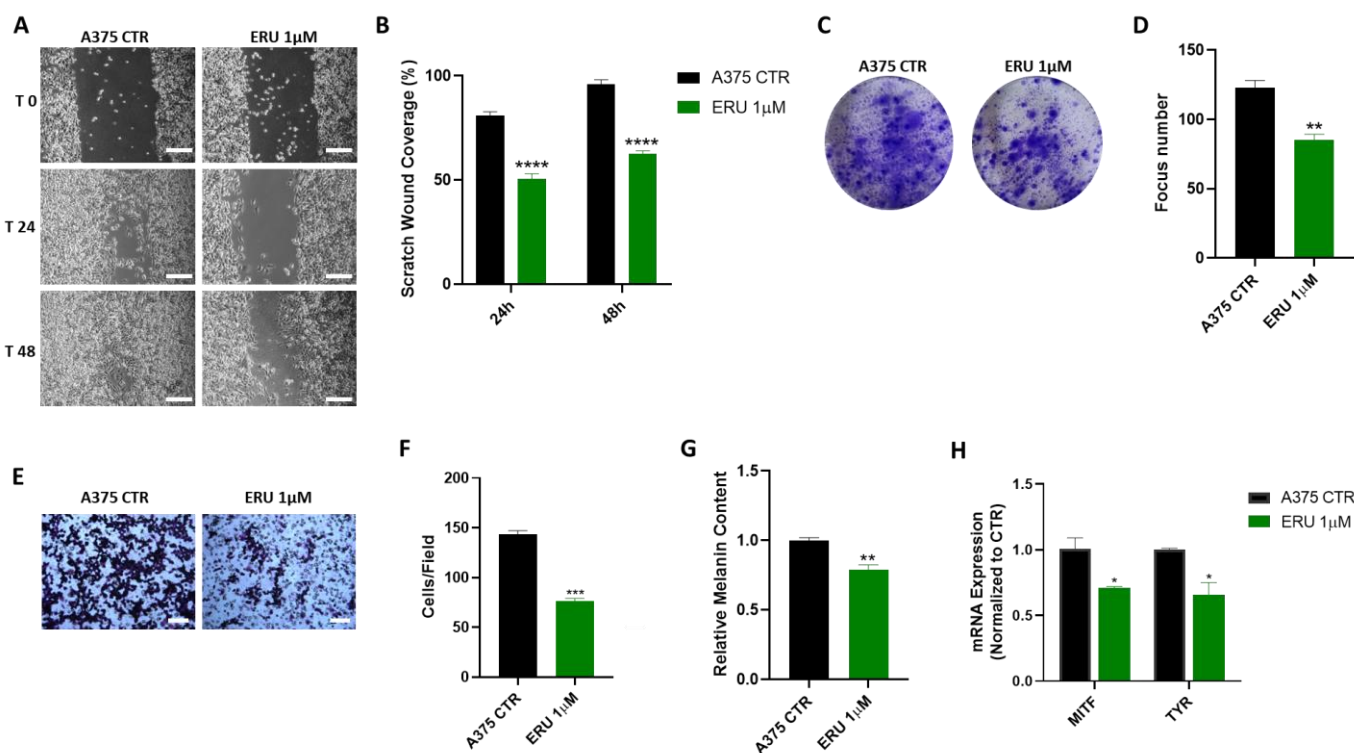 A
A375 CTR
ERU 1µM
T 0
T 24
T 48
B
Scratch Wound Coverage (%)
100
50
0
****
****
24h
48h
A375 CTR
ERU 1µM
C
A375 CTR
ERU 1µM
D
Focus number
150
100
50
0
**
A375 CTR
ERU 1µM
E
A375 CTR
ERU 1µM
F
Cells/Field
200
150
100
50
0
***
A375 CTR
ERU 1µM
G
Relative Melanin Content
1.5
1.0
0.5
0.0
**
A375 CTR
ERU 1µM
H
mRNA Expression
(Normalized to CTR)
1.5
1.0
0.5
0.0
*
*
MITF
TYR
A375 CTR
ERU 1µM